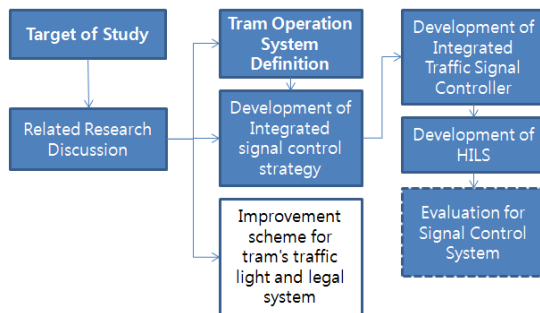 Target of Study
Related Research
Discussion
Tram Operation
System
Definition
Development of
Integrated
signal control
strategy
Improvement
scheme for
tram's traffic
light and legal
system
Development of
Integrated
Traffic Signal
Controller
Development of
HILS
Evaluation for
Signal Control
System